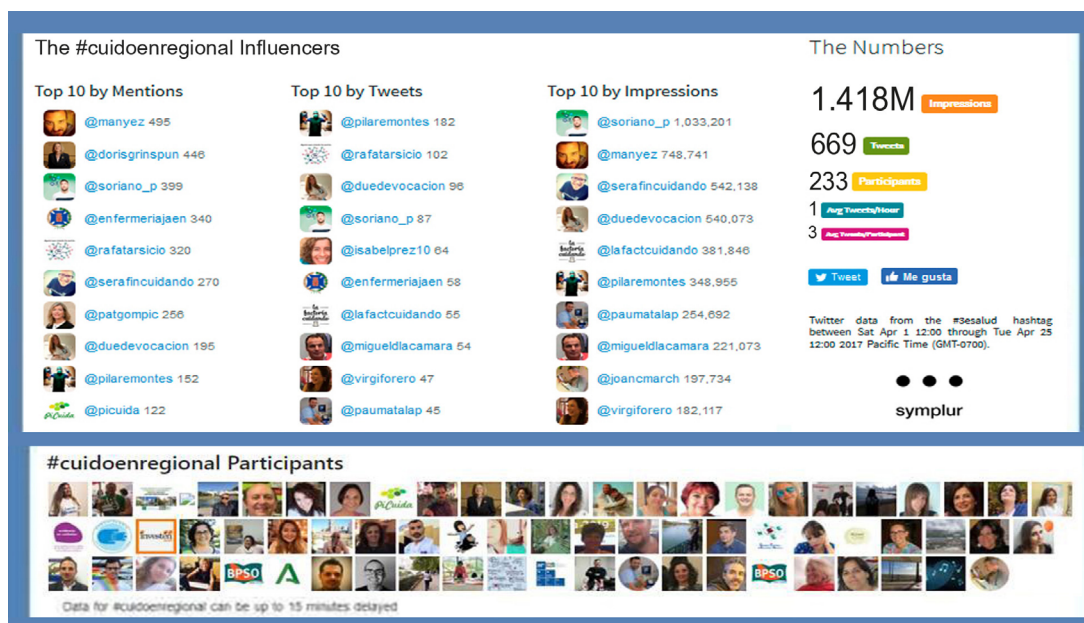 The #cuidoenregional Influencers
Top 10 by Mentions
@manyez 495
@dorisgrinspun 446
@soriano_p 399
@enfermeriajaen 340
@rafatarsicio 320
@serafincuidando 270
@patgompic 256
@duedevocacion 195
@pilaremontes 152
@picuida 122
PiCuida
Top 10 by Tweets
@pilaremontes 182
@rafatarsicio 102
@duedevocacion 96
@soriano_p 87
@isabelprez10 64
@enfermeriajaen 58
@lafactcuidando 55
@migueldlacamara 54
@virgiforero 47
@paumatalap 45
Top 10 by Impressions
@soriano_p 1,033,201
@manyez 748,741
@serafincuidando 542,138
@duedevocacion 540,073
@lafactcuidando 381,846
@pilaremontes 348,955
@paumatalap 254,692
@migueldlacamara 221,073
@joancmarch 197,734
@virgiforero 182,117
The Numbers
1.418M Impressions
669 Tweets
233 Participants
1 Avg Tweets/Hour
3 Avg Tweets/Participant
Tweet Me gusta
Twitter data from the #3esalud hashtag
between Sat Apr 1 12:00 through Tue Apr 25
12:00 2017 Pacific Time (GMT-0700).
symplur
#cuidoenregional Participants
PiCuida
BPSO
BPSO
Data for #cuidoenregional can be up to 15 minutes delayed